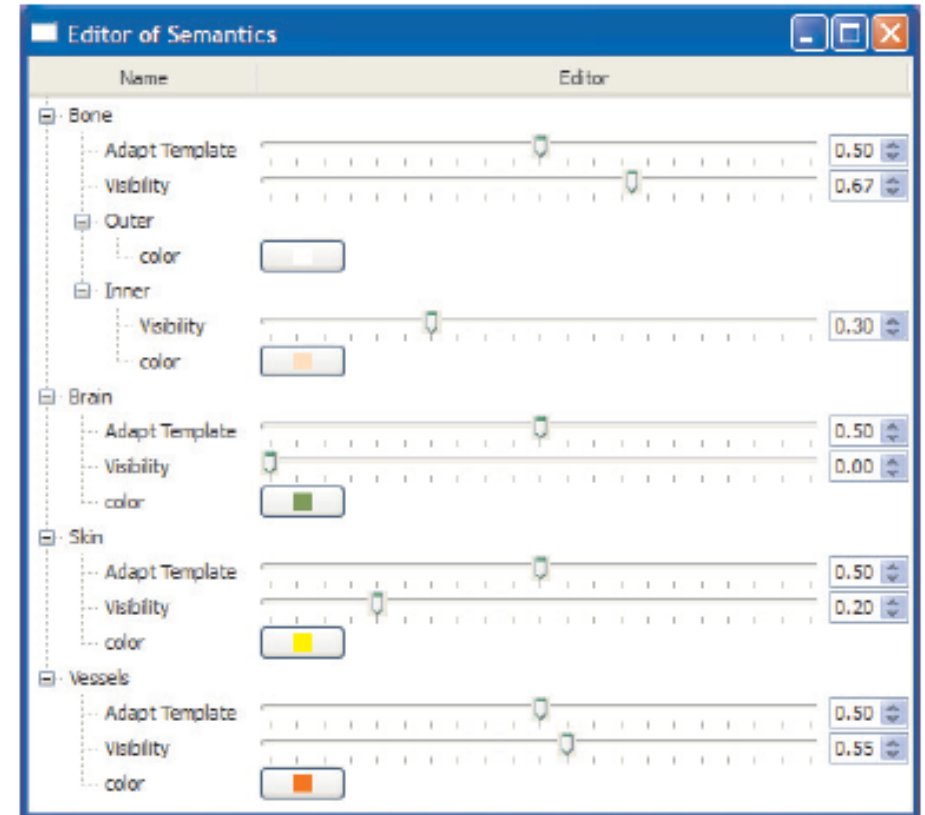 Editor of Semantics
Name Editor
Bone
Adapt Template 0.50
Visibility 0.67
Outer
color
Inner
Visibility 0.30
color
Brain
Adapt Template 0.50
Visibility 0.00
color
Skin
Adapt Template 0.50
Visibility 0.20
color
Vessels
Adapt Template 0.50
Visibility 0.55
color